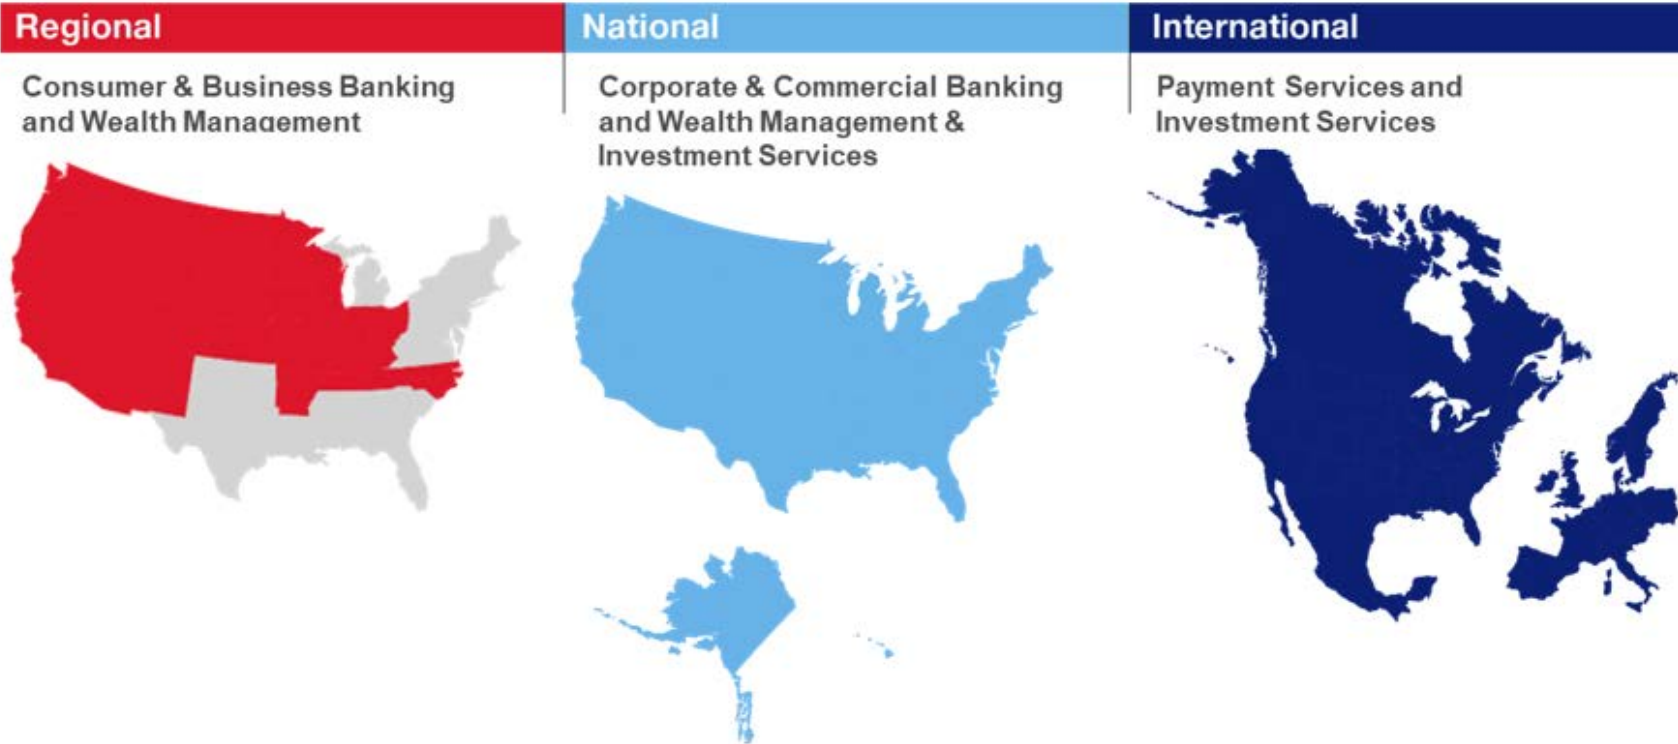 Regional
Consumer & Business Banking
and Wealth Management
National
Corporate & Commercial Banking
and Wealth Management &
Investment Services
International
Payment Services and
Investment Services